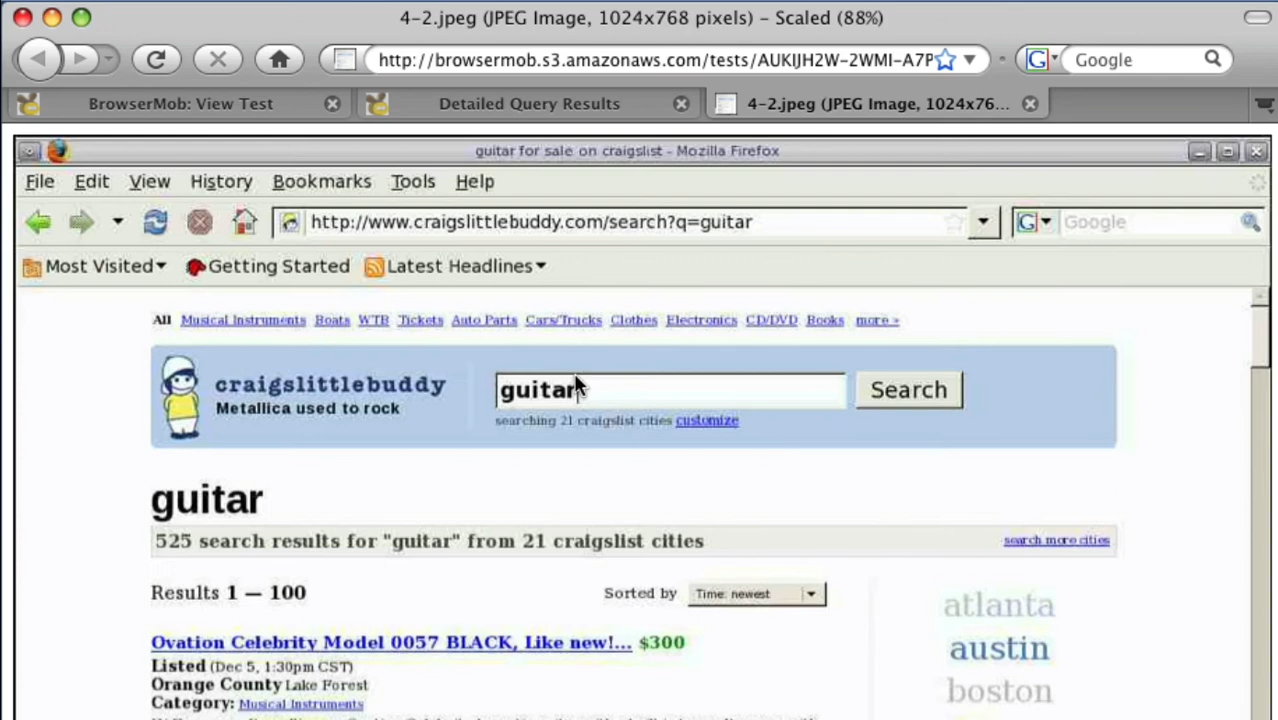 4-2.jpeg (JPEG Image, 1024x768 pixels) – Scaled (88%)
http://browsermob.s3.amazonaws.com/tests/AUKIJH2W-2WMI-A7P
Google
BrowserMob: View Test
Detailed Query Results
4-2.jpeg (JPEG Image, 1024x76...
guitar for sale on craigslist - Mozilla Firefox
File Edit View History Bookmarks Tools Help
http://www.craigslittlebuddy.com/search?q=guitar
Google
Most Visited Getting Started Latest Headlines
All Musical Instruments Boats WTB Tickets Auto Parts Cars/Trucks Clothes Electronics CD/DVD Books more »
craigslittlebuddy
Metallica used to rock
guitar
Search
searching 21 craigslist cities customize
guitar
525 search results for "guitar" from 21 craigslist cities
search more cities
Results 1 — 100
Sorted by Time: newest
atlanta
austin
boston
Ovation Celebrity Model 0057 BLACK, Like new!... $300
Listed (Dec 5, 1:30pm CST)
Orange County Lake Forest
Category: Musical Instruments